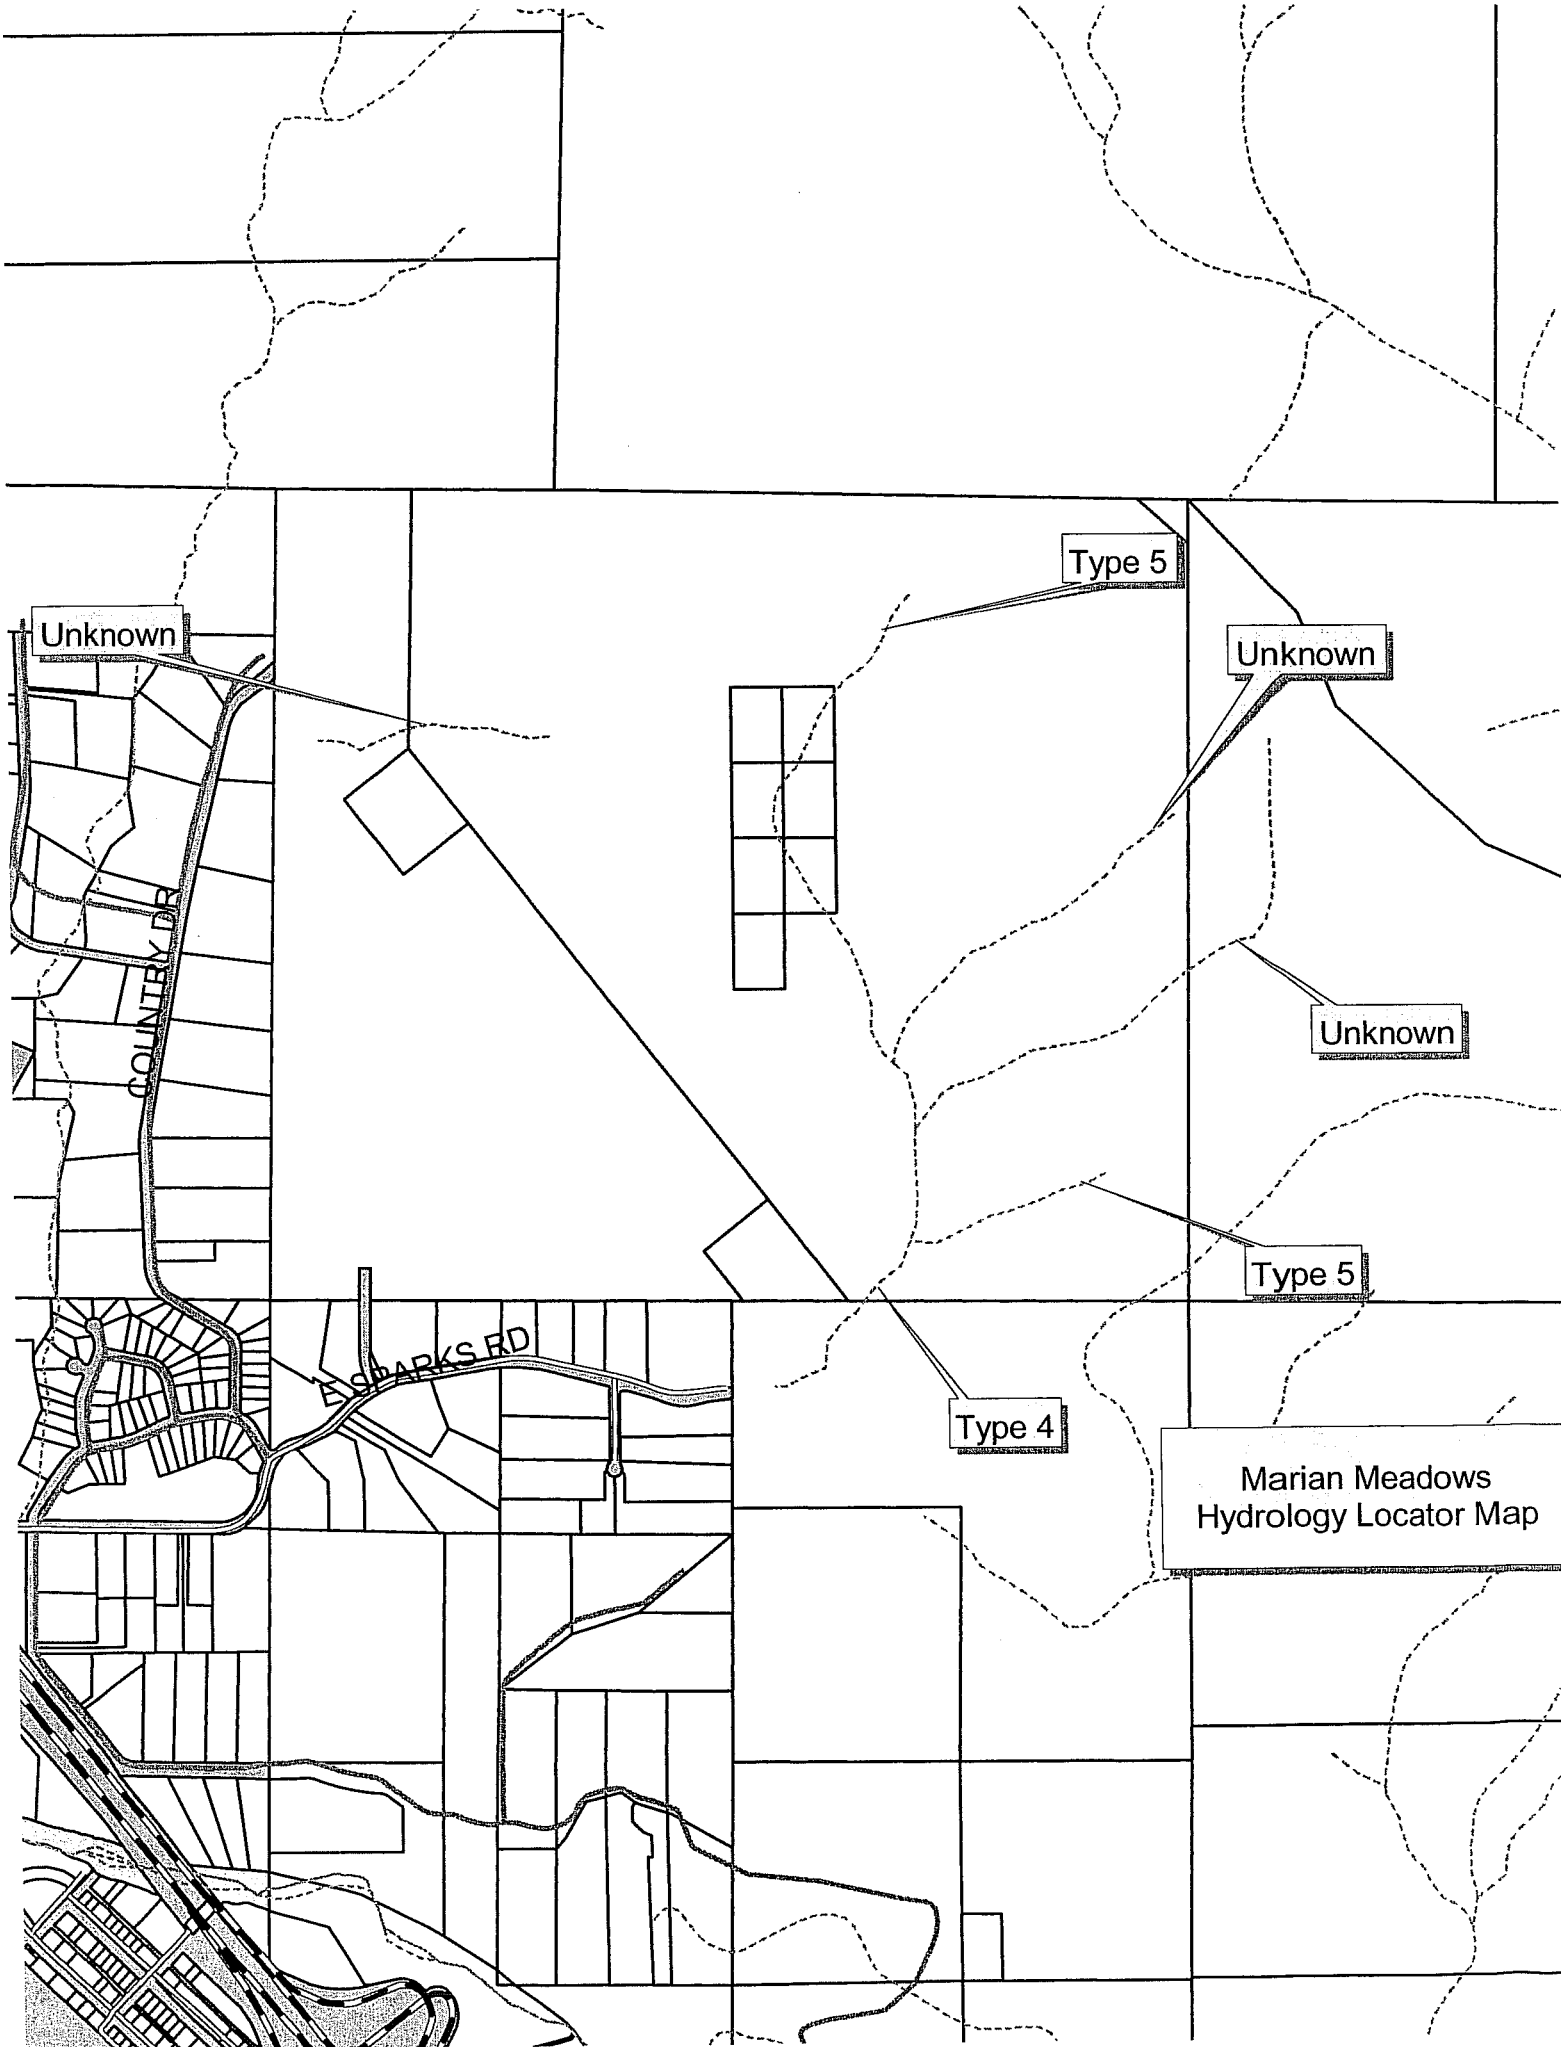 Type 5
Unknown
Unknown
COUNTRY DR
Unknown
Type 5
E SPARKS RD
Type 4
Marian Meadows
Hydrology Locator Map